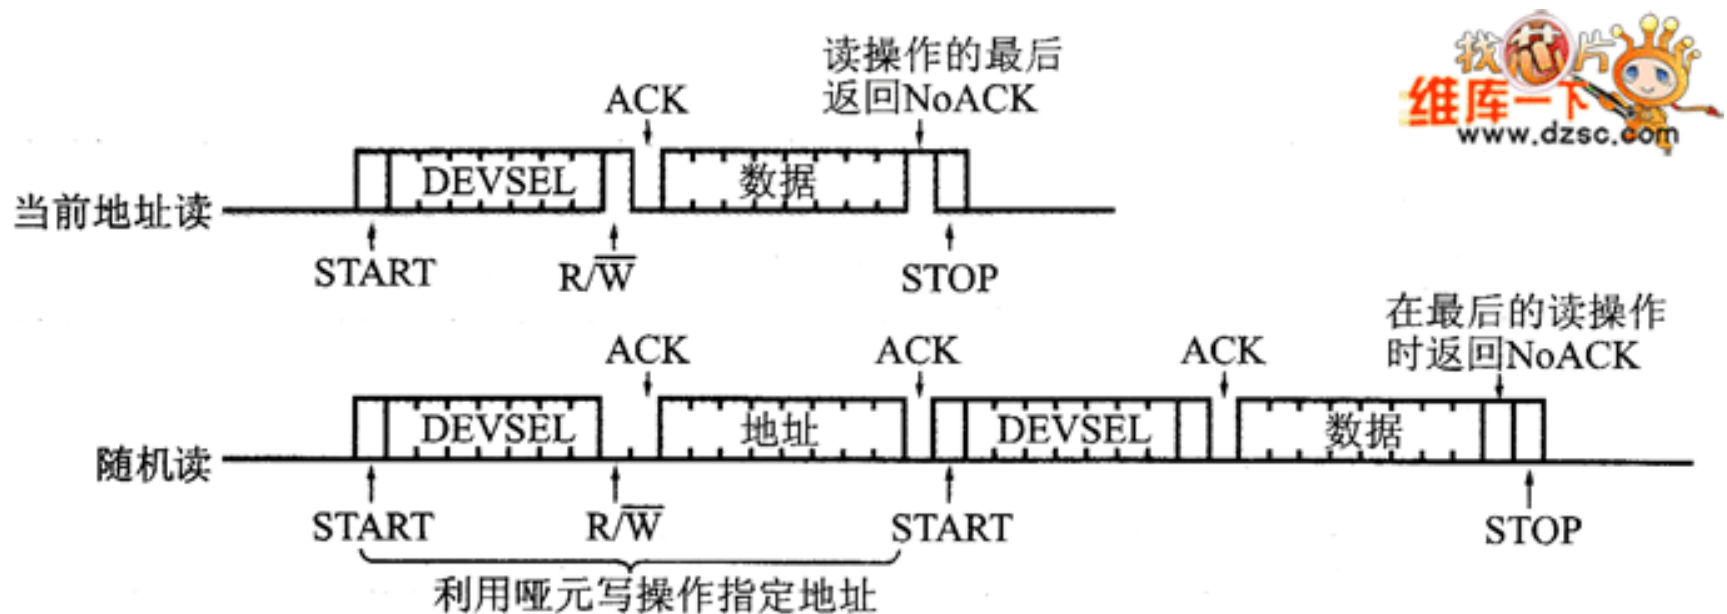 找芯片
维库一下
www.dzsc.com
读操作的最后
返回NoACK
ACK
当前地址读
DEVSEL
数据
START
R/W̅
STOP
在最后的读操作
时返回NoACK
ACK
ACK
ACK
随机读
DEVSEL
地址
DEVSEL
数据
START
R/W̅
START
STOP
利用哑元写操作指定地址